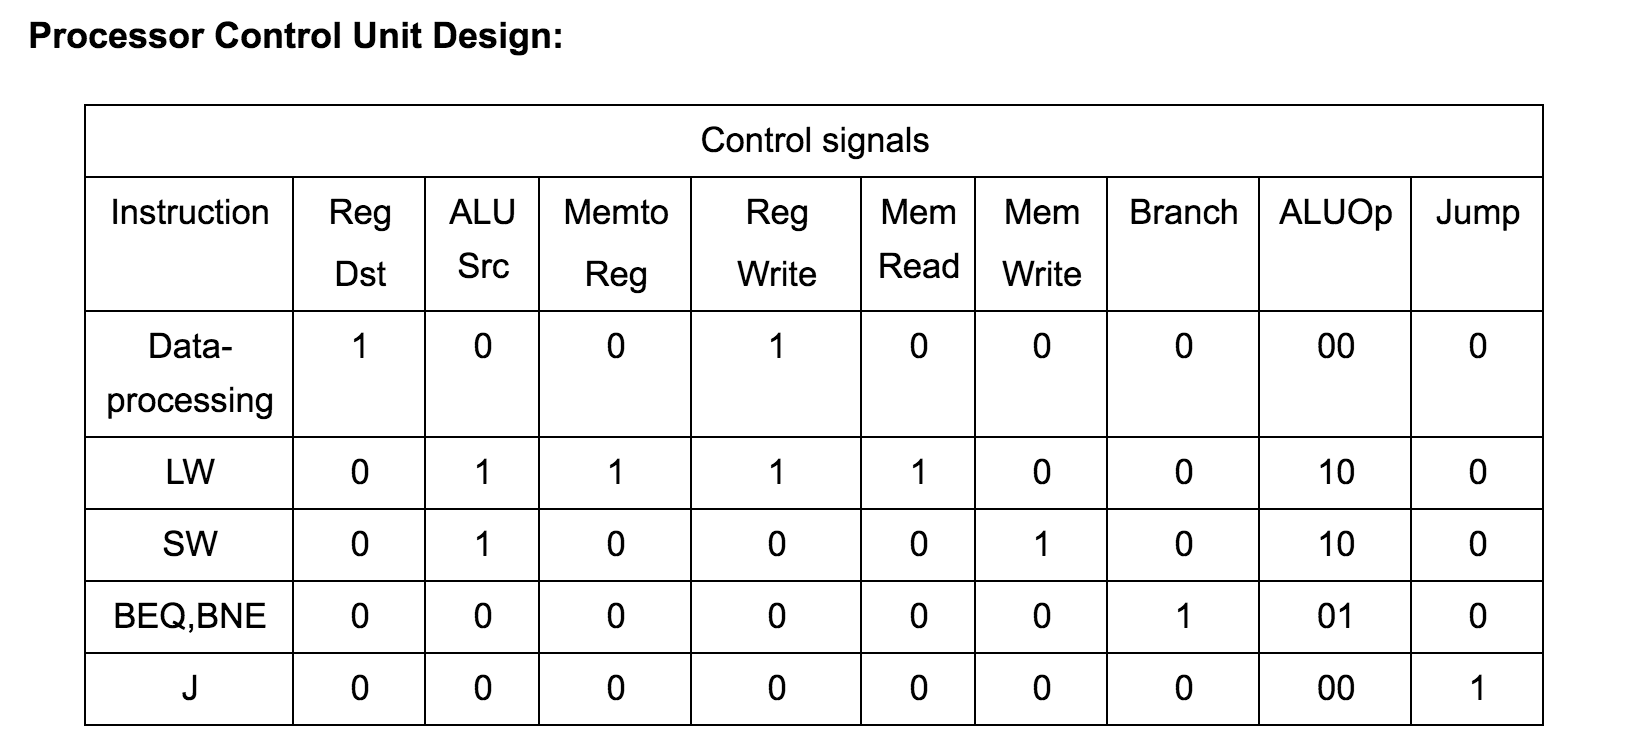 Processor Control Unit Design:
Control signals
Instruction Reg Dst ALU Src Memto Reg Reg Write Mem Read Mem Write Branch ALUOp Jump
Data-processing 1 0 0 1 0 0 0 00 0
LW 0 1 1 1 1 0 0 10 0
SW 0 1 0 0 0 1 0 10 0
BEQ,BNE 0 0 0 0 0 0 1 01 0
J 0 0 0 0 0 0 0 00 1